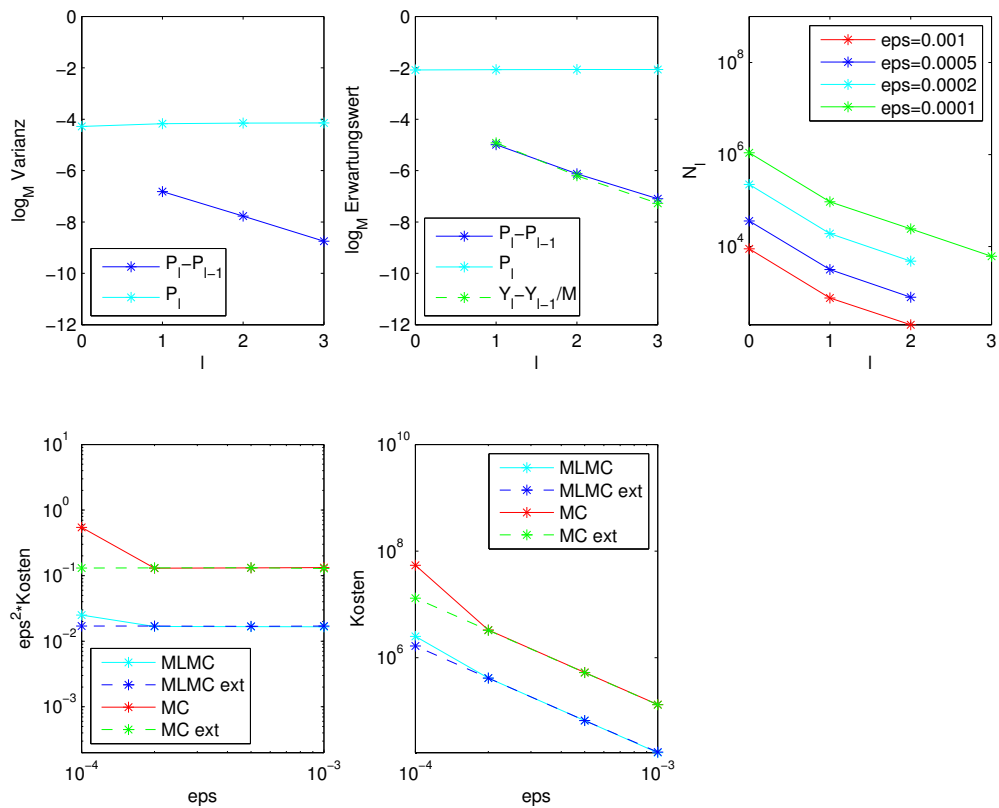 0
−2
−4
−6
−8
−10
−12
0 1 2 3
l
log_M Varianz
P_l−P_{l−1}
P_l
0
−2
−4
−6
−8
−10
−12
0 1 2 3
l
log_M Erwartungswert
P_l−P_{l−1}
P_l
Y_l−Y_{l−1}/M
10^8
10^6
10^4
0 1 2 3
l
N_l
eps=0.001
eps=0.0005
eps=0.0002
eps=0.0001
10^1
10^0
10^−1
10^−2
10^−3
10^−4 10^−3
eps
eps^2*Kosten
MLMC
MLMC ext
MC
MC ext
10^10
10^8
10^6
10^−4 10^−3
eps
Kosten
MLMC
MLMC ext
MC
MC ext